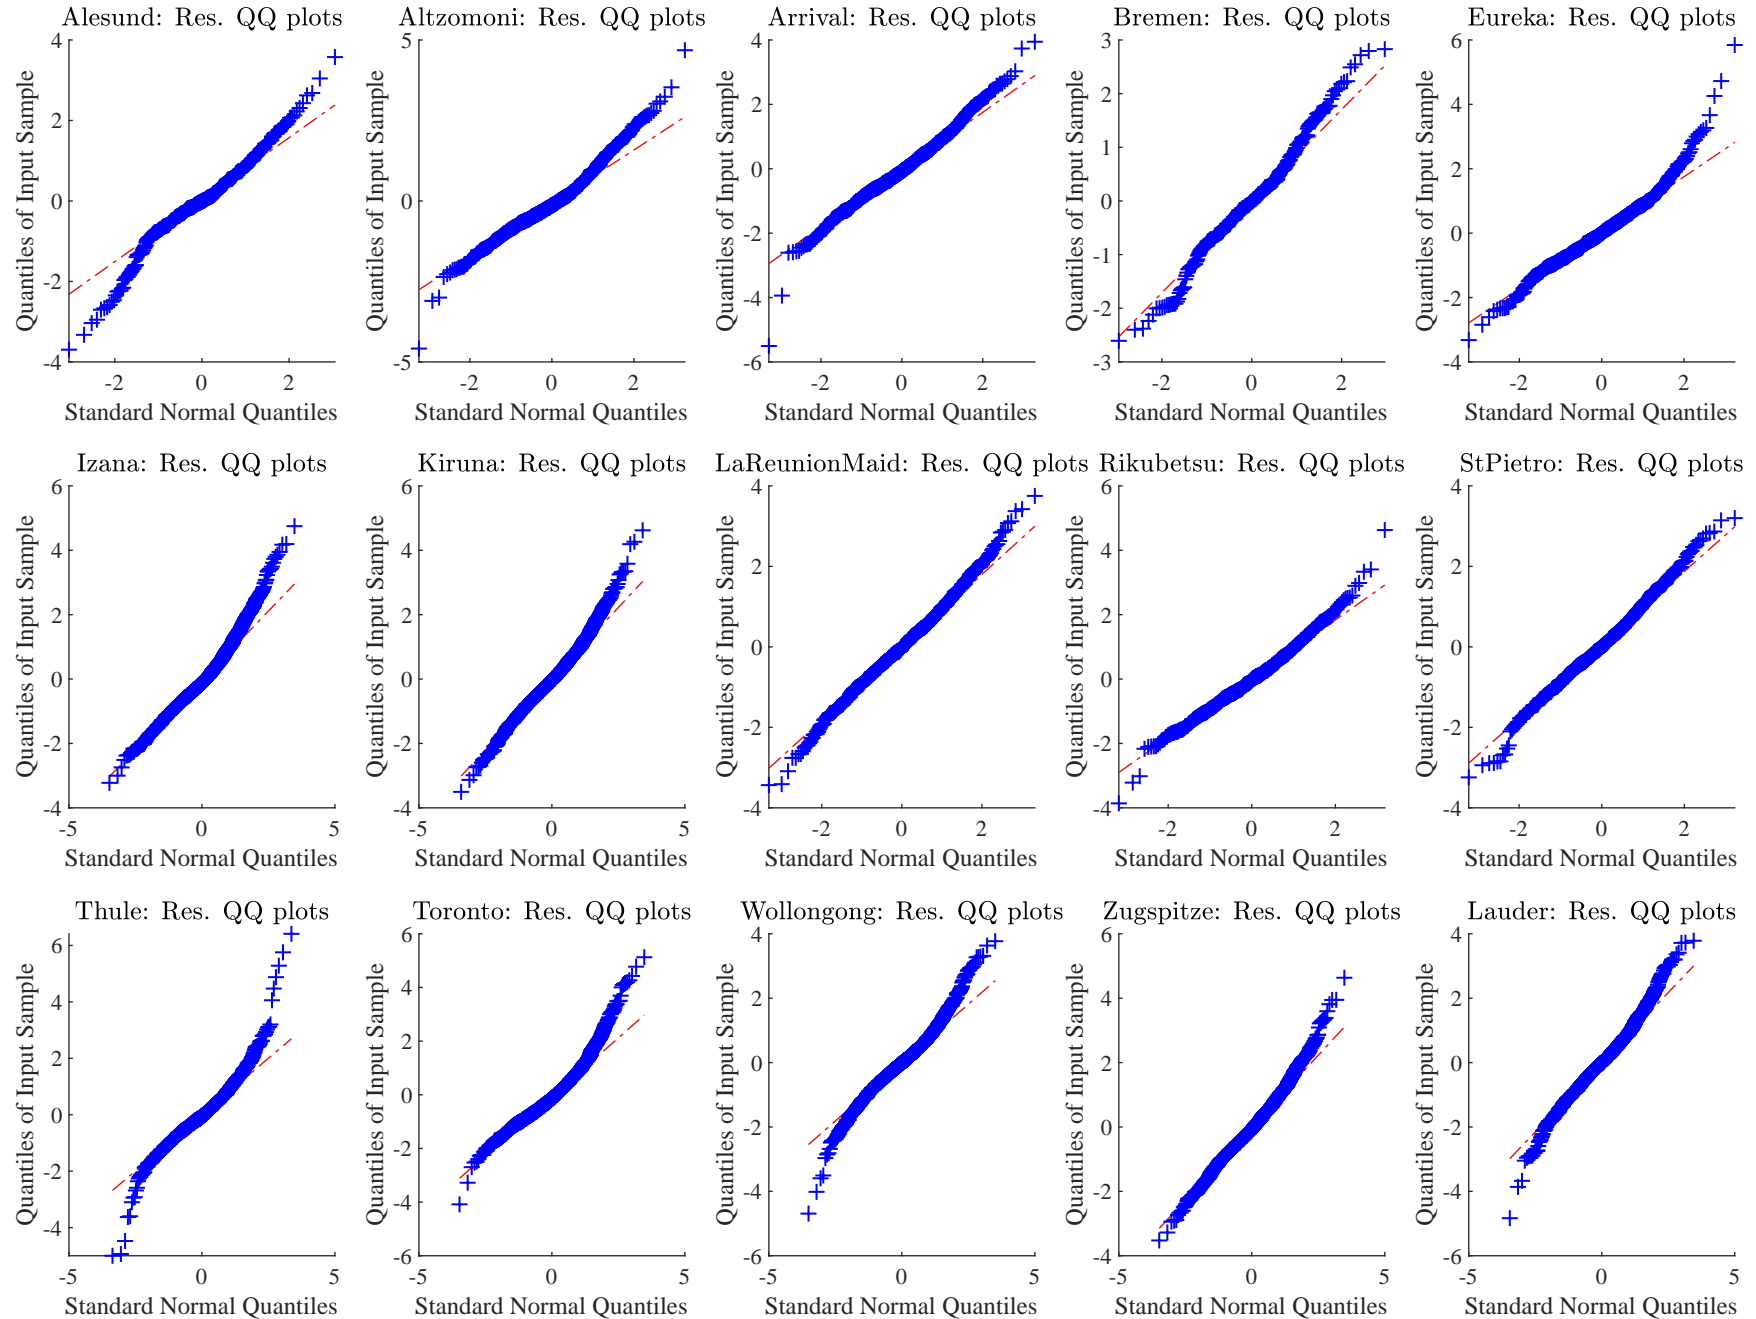 Alesund: Res. QQ plots
4
2
0
-2
-4
-2 0 2
Quantiles of Input Sample
Standard Normal Quantiles
Altzomoni: Res. QQ plots
5
0
-5
-2 0 2
Quantiles of Input Sample
Standard Normal Quantiles
Arrival: Res. QQ plots
4
2
0
-2
-4
-6
-2 0 2
Quantiles of Input Sample
Standard Normal Quantiles
Bremen: Res. QQ plots
3
2
1
0
-1
-2
-3
-2 0 2
Quantiles of Input Sample
Standard Normal Quantiles
Eureka: Res. QQ plots
6
4
2
0
-2
-4
-2 0 2
Quantiles of Input Sample
Standard Normal Quantiles
Izana: Res. QQ plots
6
4
2
0
-2
-4
-5 0 5
Quantiles of Input Sample
Standard Normal Quantiles
Kiruna: Res. QQ plots
6
4
2
0
-2
-4
-5 0 5
Quantiles of Input Sample
Standard Normal Quantiles
LaReunionMaid: Res. QQ plots
4
2
0
-2
-4
-2 0 2
Quantiles of Input Sample
Standard Normal Quantiles
Rikubetsu: Res. QQ plots
6
4
2
0
-2
-4
-2 0 2
Quantiles of Input Sample
Standard Normal Quantiles
StPietro: Res. QQ plots
4
2
0
-2
-4
-2 0 2
Quantiles of Input Sample
Standard Normal Quantiles
Thule: Res. QQ plots
6
4
2
0
-2
-4
-5 0 5
Quantiles of Input Sample
Standard Normal Quantiles
Toronto: Res. QQ plots
6
4
2
0
-2
-4
-6
-5 0 5
Quantiles of Input Sample
Standard Normal Quantiles
Wollongong: Res. QQ plots
4
2
0
-2
-4
-6
-5 0 5
Quantiles of Input Sample
Standard Normal Quantiles
Zugspitze: Res. QQ plots
6
4
2
0
-2
-4
-5 0 5
Quantiles of Input Sample
Standard Normal Quantiles
Lauder: Res. QQ plots
4
2
0
-2
-4
-6
-5 0 5
Quantiles of Input Sample
Standard Normal Quantiles